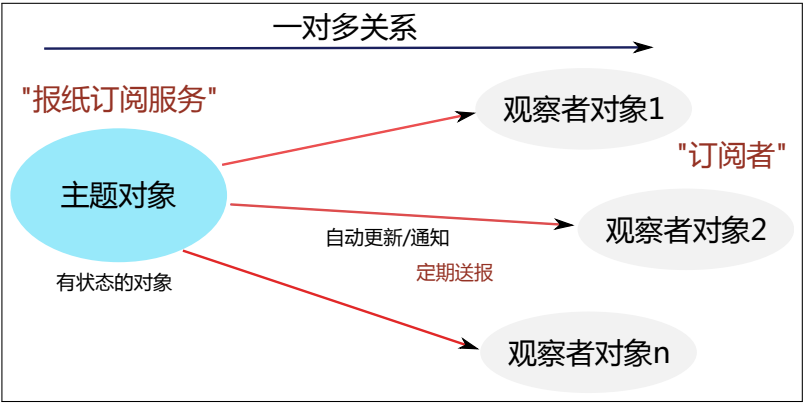 一对多关系
"报纸订阅服务"
观察者对象1
"订阅者"
主题对象
观察者对象2
自动更新/通知
定期送报
有状态的对象
观察者对象n